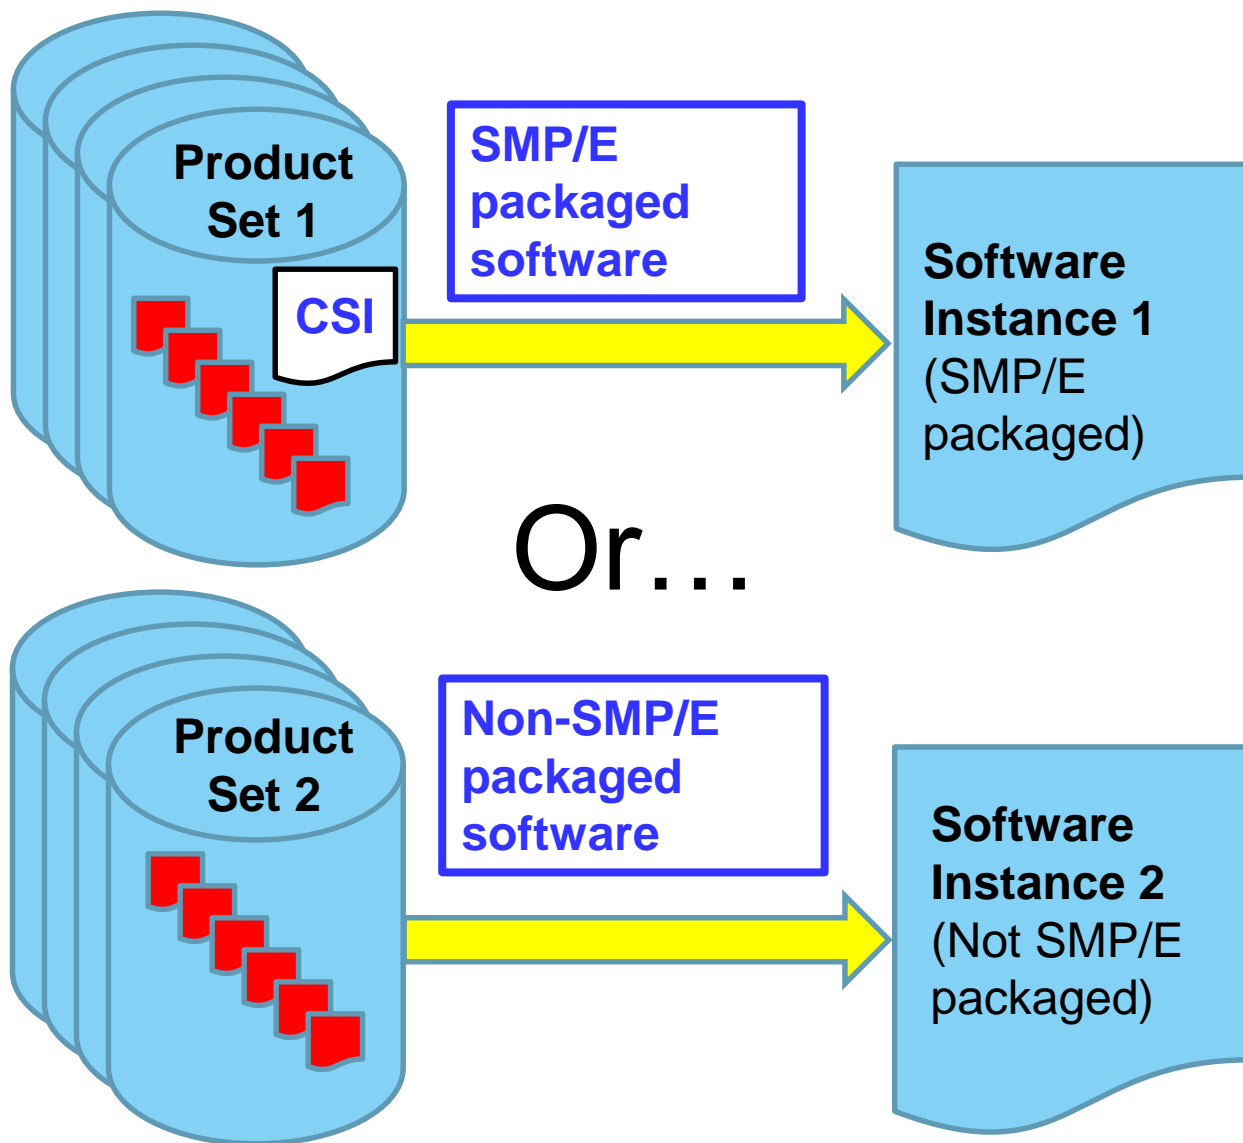 Product
Set 1
CSI
SMP/E
packaged
software
Software
Instance 1
(SMP/E
packaged)
Or…
Product
Set 2
Non-SMP/E
packaged
software
Software
Instance 2
(Not SMP/E
packaged)